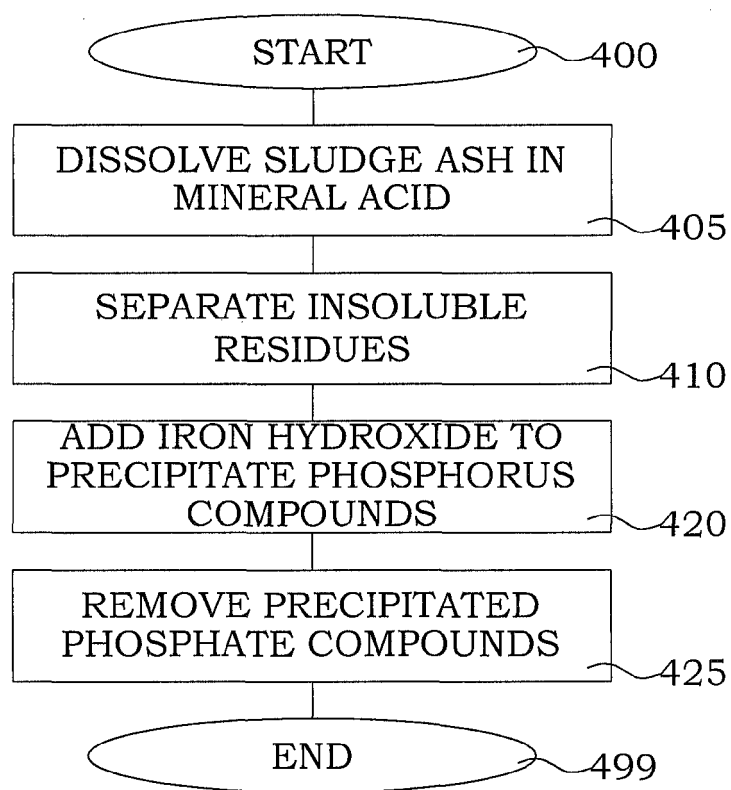 START
400
DISSOLVE SLUDGE ASH IN
MINERAL ACID
405
SEPARATE INSOLUBLE
RESIDUES
410
ADD IRON HYDROXIDE TO
PRECIPITATE PHOSPHORUS
COMPOUNDS
420
REMOVE PRECIPITATED
PHOSPHATE COMPOUNDS
425
END
499